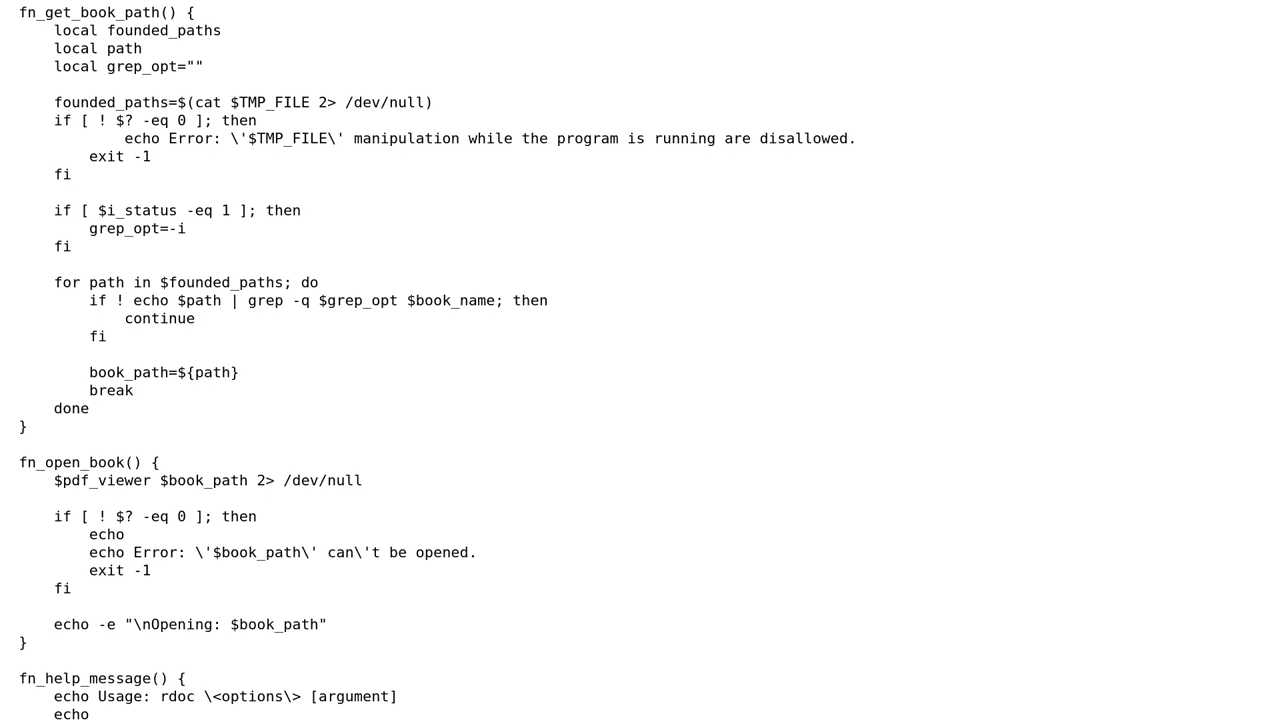 fn_get_book_path() {
    local founded_paths
    local path
    local grep_opt=""

    founded_paths=$(cat $TMP_FILE 2> /dev/null)
    if [ ! $? -eq 0 ]; then
            echo Error: \'$TMP_FILE\' manipulation while the program is running are disallowed.
        exit -1
    fi

    if [ $i_status -eq 1 ]; then
        grep_opt=-i
    fi

    for path in $founded_paths; do
        if ! echo $path | grep -q $grep_opt $book_name; then
            continue
        fi

        book_path=${path}
        break
    done
}

fn_open_book() {
    $pdf_viewer $book_path 2> /dev/null

    if [ ! $? -eq 0 ]; then
        echo
        echo Error: \'$book_path\' can\'t be opened.
        exit -1
    fi

    echo -e "\nOpening: $book_path"
}

fn_help_message() {
    echo Usage: rdoc \<options\> [argument]
    echo